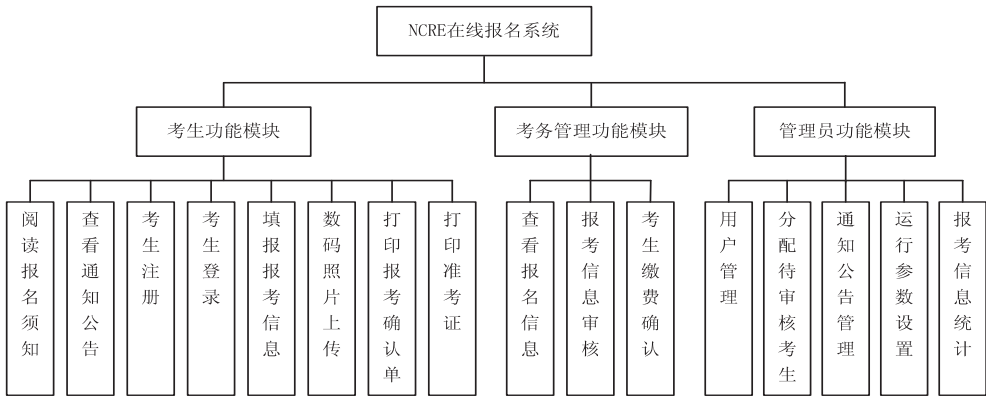 NCRE在线报名系统
考生功能模块
考务管理功能模块
管理员功能模块
阅读报名须知
查看通知公告
考生注册
考生登录
填报报考信息
数码照片上传
打印报考确认单
打印准考证
查看报名信息
报考信息审核
考生缴费确认
用户管理
分配待审核考生
通知公告管理
运行参数设置
报考信息统计